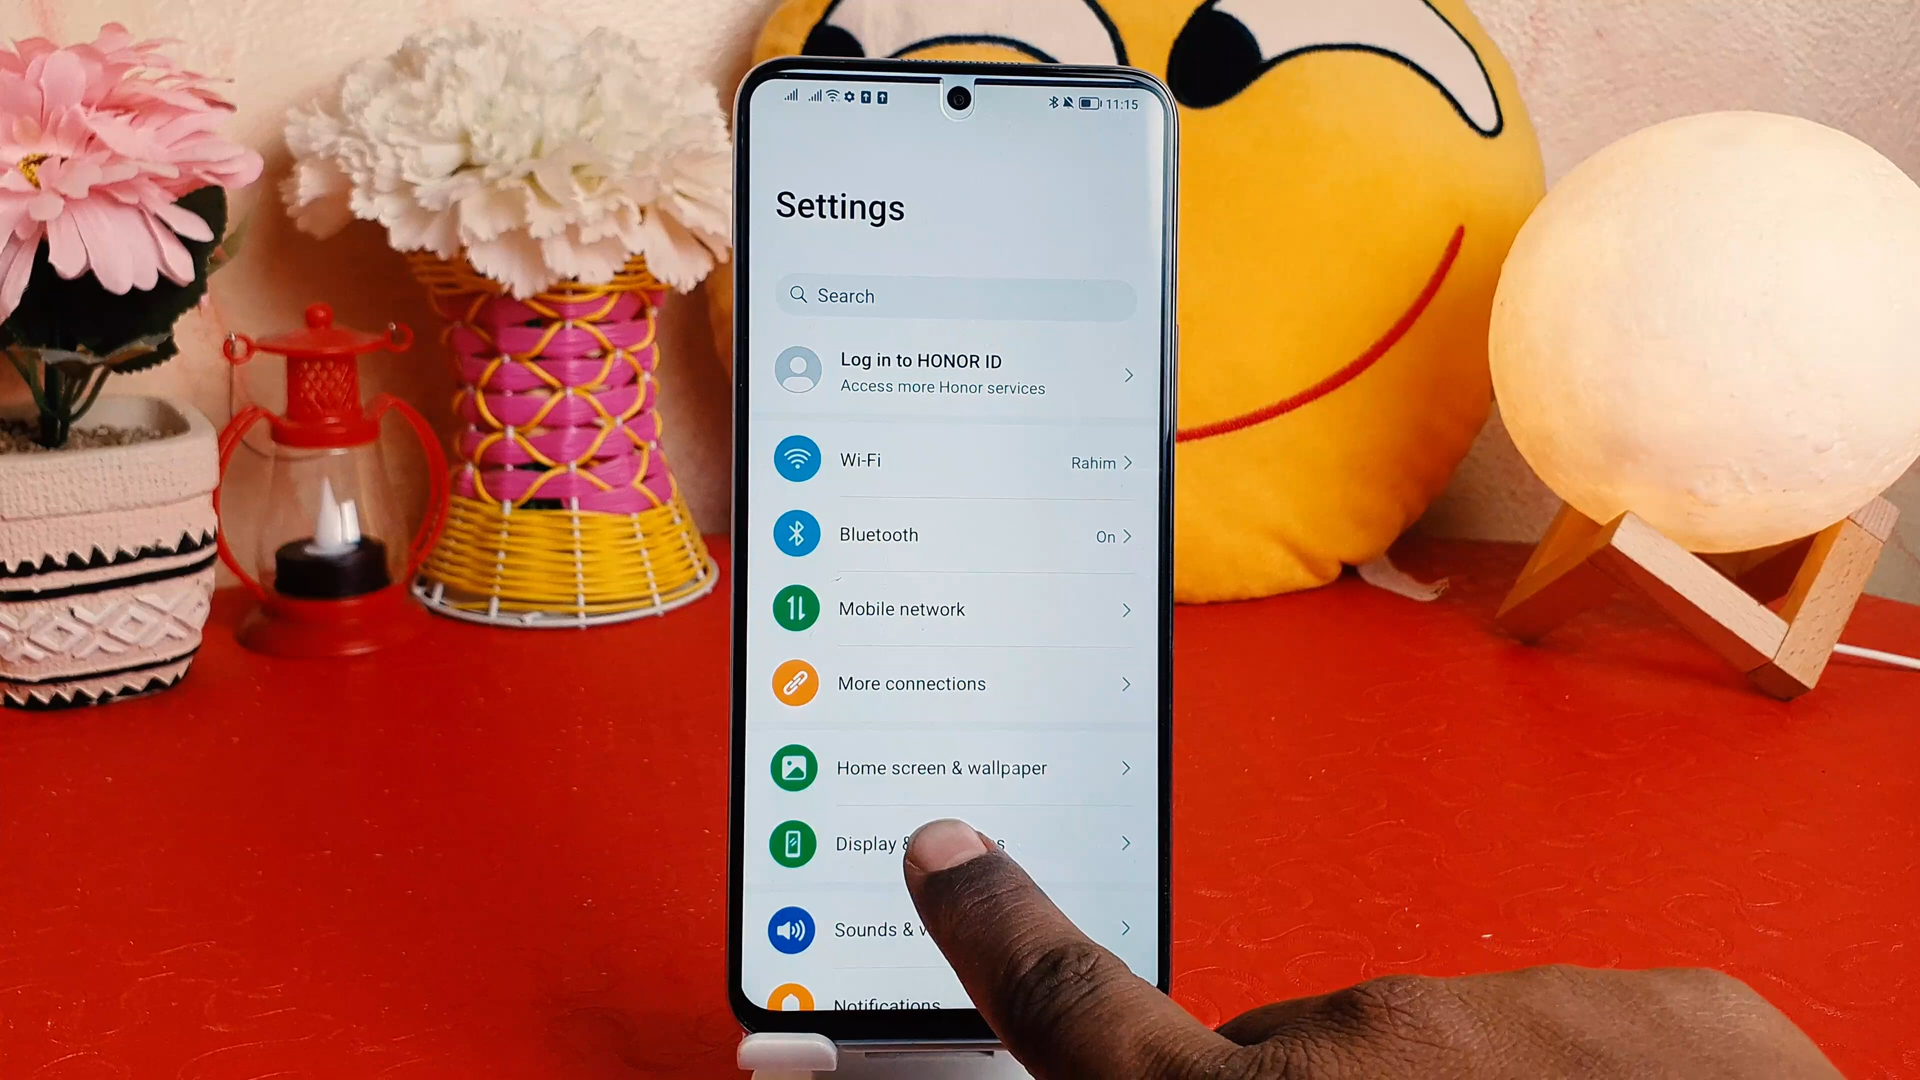 11:15
Settings
Search
Log in to HONOR ID
Access more Honor services
Wi-Fi Rahim
Bluetooth On
Mobile network
More connections
Home screen & wallpaper
Display &
Sounds &
Notifications